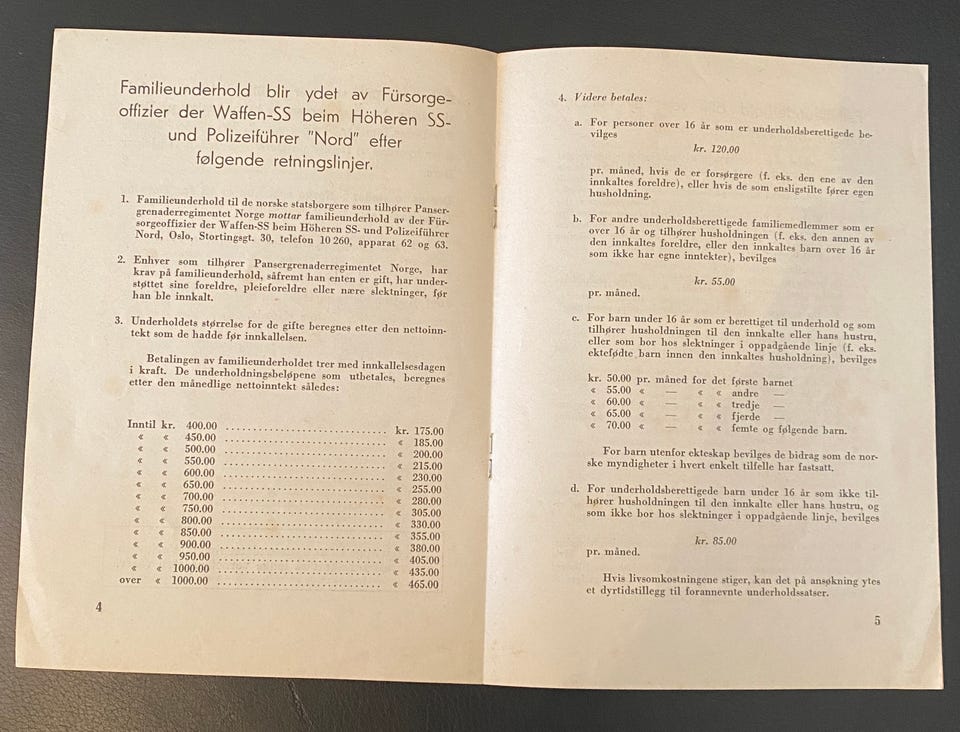 Familieunderhold blir ydet av Fürsorge-
offizier der Waffen-SS beim Höheren SS-
und Polizeiführer "Nord" efter
følgende retningslinjer.
1. Familieunderhold til de norske statsborgere som tilhører Panser-
grenaderregimentet Norge mottar familieunderhold av der Für-
sorgeoffizier der Waffen-SS beim Höheren SS- und Polizeiführer
Nord, Oslo, Stortingsgt. 30, telefon 10 260, apparat 62 og 63.
2. Enhver som tilhører Pansergrenaderregimentet Norge, har
krav på familieunderhold, såfremt han enten er gift, har under-
støttet sine foreldre, pleieforeldre eller nære slektninger, før
han ble innkalt.
3. Underholdets størrelse for de gifte beregnes etter den nettoinn-
tekt som de hadde før innkallelsen.
Betalingen av familieunderholdet trer med innkallelsesdagen
i kraft. De underholdningsbeløpene som utbetales, beregnes
etter den månedlige nettoinntekt således:
Inntil kr. 400.00 ........................ kr. 175.00
« « 450.00 ........................ « 185.00
« « 500.00 ........................ « 200.00
« « 550.00 ........................ « 215.00
« « 600.00 ........................ « 230.00
« « 650.00 ........................ « 255.00
« « 700.00 ........................ « 280.00
« « 750.00 ........................ « 305.00
« « 800.00 ........................ « 330.00
« « 850.00 ........................ « 355.00
« « 900.00 ........................ « 380.00
« « 950.00 ........................ « 405.00
« « 1000.00 ........................ « 435.00
over « 1000.00 ........................ « 465.00
4
4. Videre betales:
a. For personer over 16 år som er underholdsberettigede be-
vilges
kr. 120.00
pr. måned, hvis de er forsørgere (f. eks. den ene av den
innkaltes foreldre), eller hvis de som ensligstilte fører egen
husholdning.
b. For andre underholdsberettigede familiemedlemmer som er
over 16 år og tilhører husholdningen (f. eks. den annen av
den innkaltes foreldre, eller den innkaltes barn over 16 år
som ikke har egne inntekter), bevilges
kr. 55.00
pr. måned.
c. For barn under 16 år som er berettiget til underhold og som
tilhører husholdningen til den innkalte eller hans hustru,
eller som bor hos slektninger i oppadgående linje (f. eks.
ektefødte barn innen den innkaltes husholdning), bevilges
kr. 50.00 pr. måned for det første barnet
« 55.00 « — « « andre —
« 60.00 « — « « tredje —
« 65.00 « — « « fjerde —
« 70.00 « — « « femte og følgende barn.
For barn utenfor ekteskap bevilges de bidrag som de nor-
ske myndigheter i hvert enkelt tilfelle har fastsatt.
d. For underholdsberettigede barn under 16 år som ikke til-
hører husholdningen til den innkalte eller hans hustru, og
som ikke bor hos slektninger i oppadgående linje, bevilges
kr. 85.00
pr. måned.
Hvis livsomkostningene stiger, kan det på ansøkning ytes
et dyrtidstillegg til forannevnte underholdssatser.
5